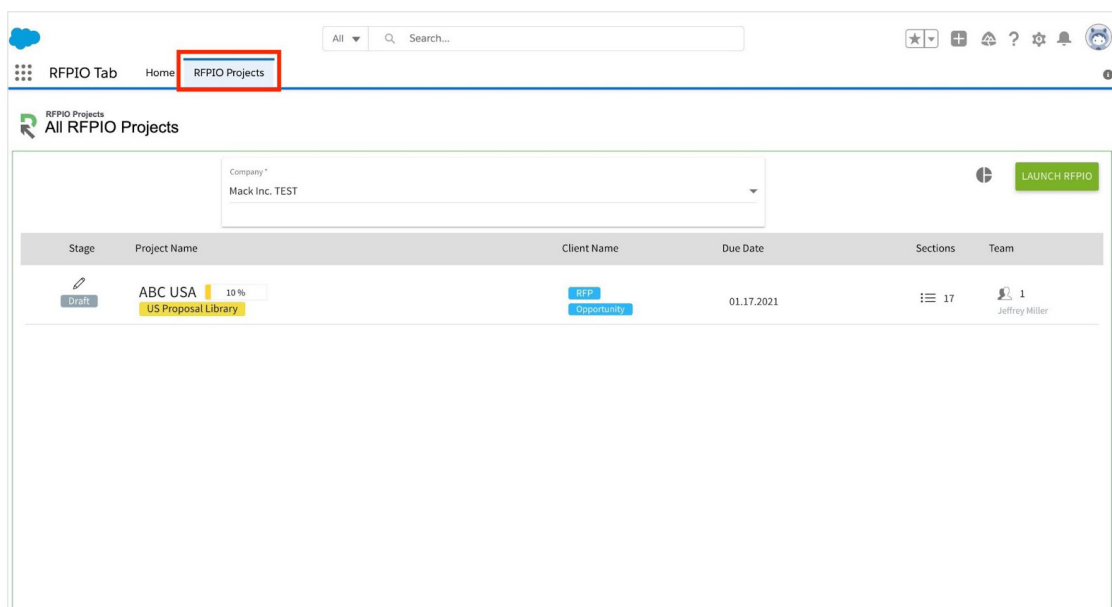 All Search...
RFPIO Tab Home RFPIO Projects
RFPIO Projects
All RFPIO Projects
Company *
Mack Inc. TEST
LAUNCH RFPIO
Stage Project Name Client Name Due Date Sections Team
Draft
ABC USA 10 %
US Proposal Library
RFP
Opportunity
01.17.2021
17
1
Jeffrey Miller